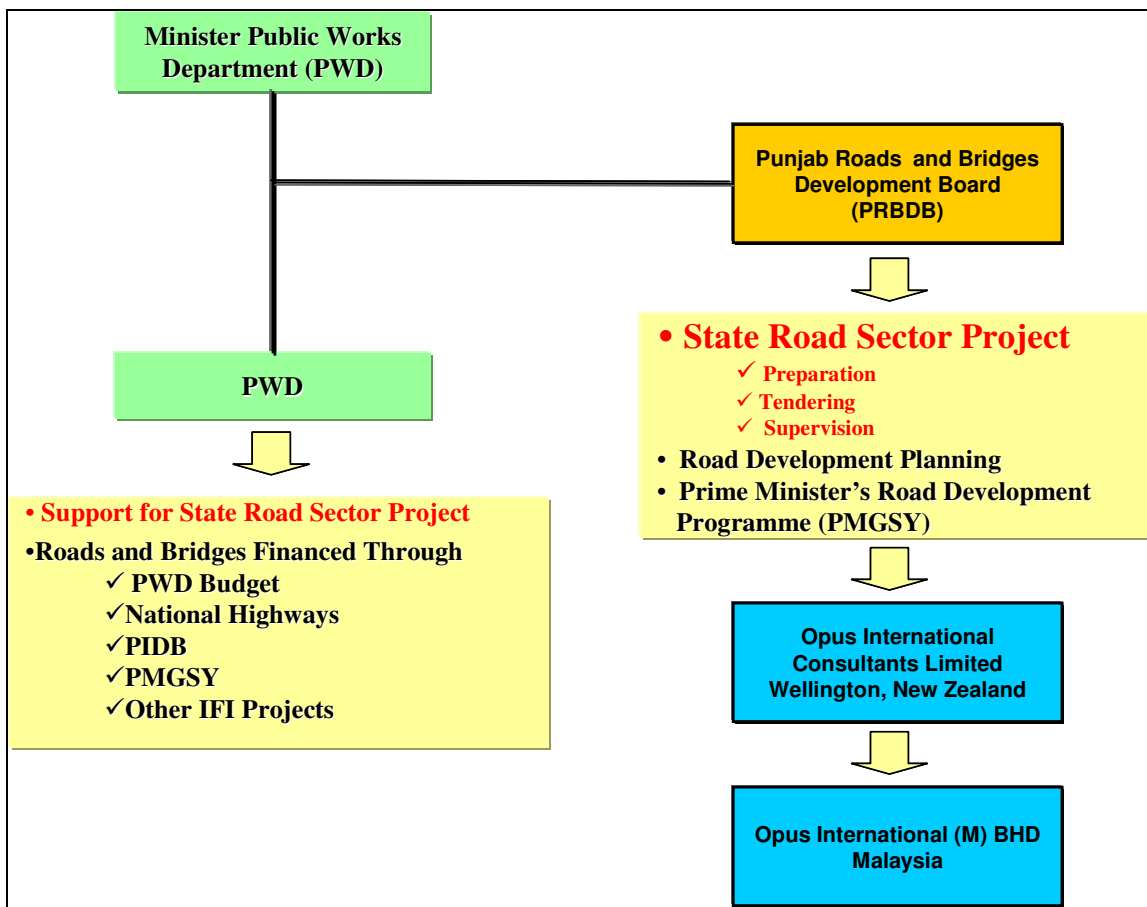 Minister Public Works
Department (PWD)
Punjab Roads and Bridges
Development Board
(PRBDB)
PWD
• Support for State Road Sector Project
•Roads and Bridges Financed Through
✓ PWD Budget
✓National Highways
✓PIDB
✓PMGSY
✓Other IFI Projects
• State Road Sector Project
✓ Preparation
✓ Tendering
✓ Supervision
• Road Development Planning
• Prime Minister’s Road Development
Programme (PMGSY)
Opus International
Consultants Limited
Wellington, New Zealand
Opus International (M) BHD
Malaysia